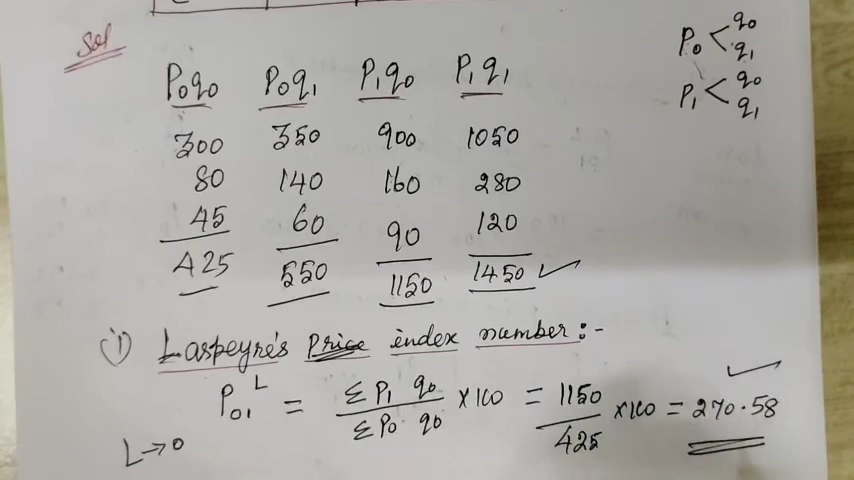 Sol
P₀q₀ P₀q₁ P₁q₀ P₁q₁
300 350 900 1050
80 140 160 280
45 60 90 120
425 550 1150 1450 ✓
P₀ < q₀ q₁
P₁ < q₀ q₁
(i) Laspeyre's Price index number :-
P₀₁ᴸ = Σ P₁ q₀ / Σ P₀ q₀ × 100 = 1150 / 425 × 100 = 270.58 ✓
L → 0